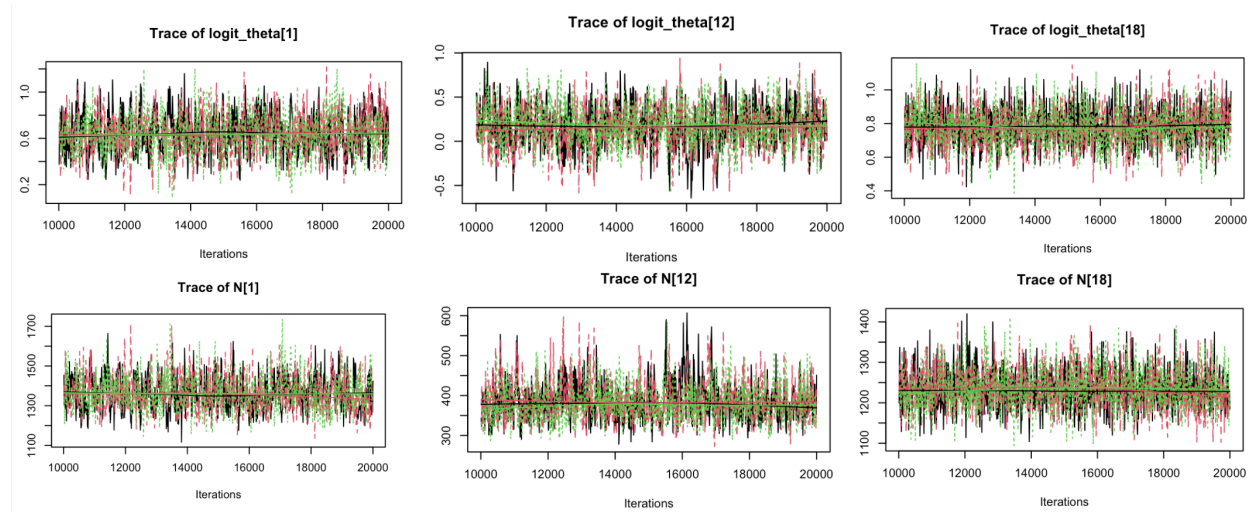 Trace of logit_theta[1]
0.2 0.6 1.0
10000 12000 14000 16000 18000 20000
Iterations
Trace of logit_theta[12]
-0.5 0.0 0.5 1.0
10000 12000 14000 16000 18000 20000
Iterations
Trace of logit_theta[18]
0.4 0.6 0.8 1.0
10000 12000 14000 16000 18000 20000
Iterations
Trace of N[1]
1100 1300 1500 1700
10000 12000 14000 16000 18000 20000
Iterations
Trace of N[12]
300 400 500 600
10000 12000 14000 16000 18000 20000
Iterations
Trace of N[18]
1100 1200 1300 1400
10000 12000 14000 16000 18000 20000
Iterations